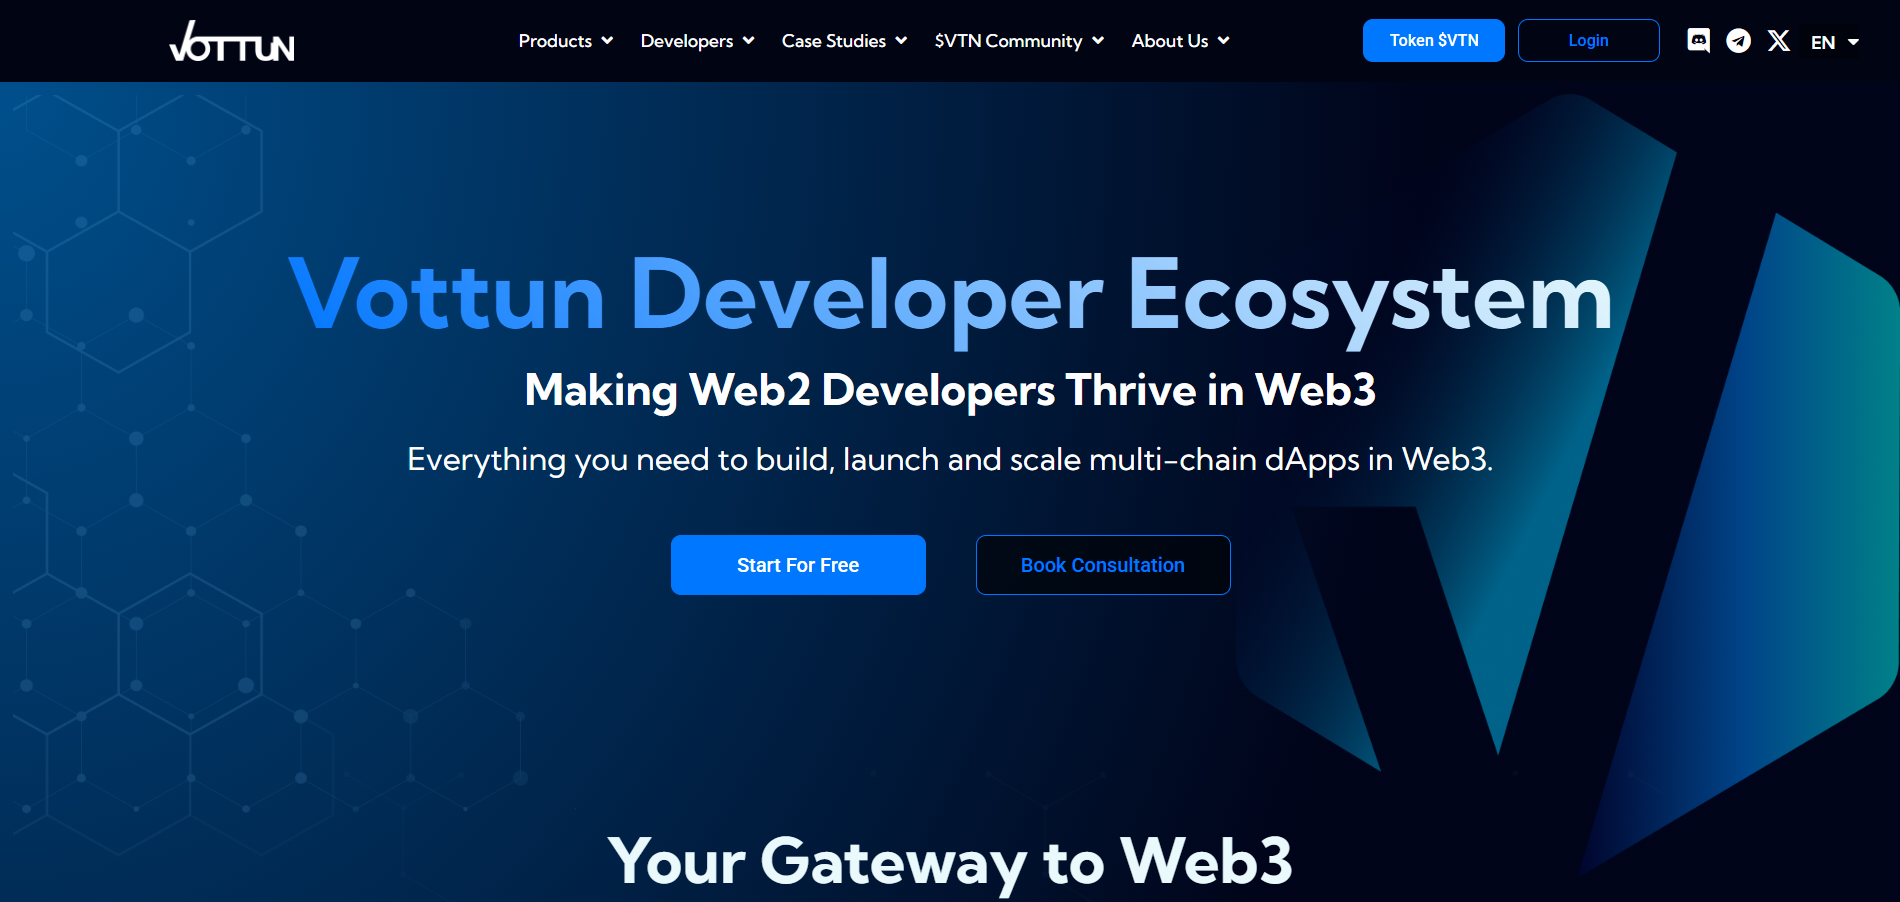 VOTTUN
Products
Developers
Case Studies
$VTN Community
About Us
Token $VTN
Login
EN
Vottun Developer Ecosystem
Making Web2 Developers Thrive in Web3
Everything you need to build, launch and scale multi-chain dApps in Web3.
Start For Free
Book Consultation
Your Gateway to Web3